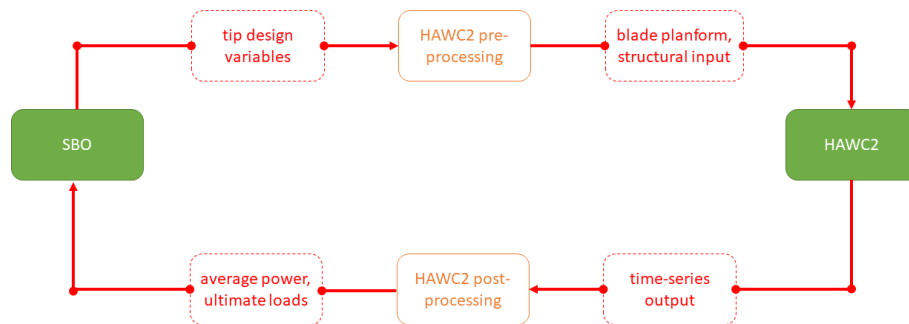 tip design
variables
HAWC2 pre-
processing
blade planform,
structural input
SBO
HAWC2
average power,
ultimate loads
HAWC2 post-
processing
time-series
output